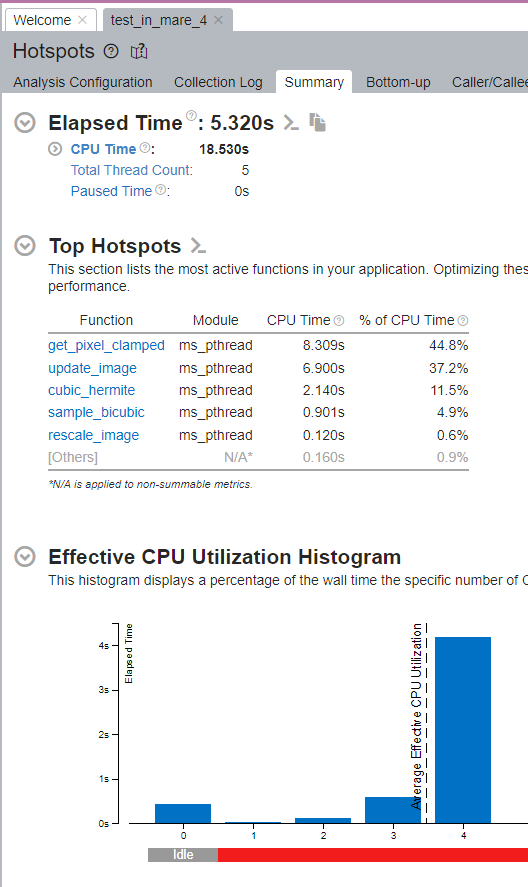 Welcome × test_in_mare_4 ×
Hotspots ? ?
Analysis Configuration Collection Log Summary Bottom-up Caller/Callee
Elapsed Time ?: 5.320s
CPU Time ?: 18.530s
Total Thread Count: 5
Paused Time ?: 0s
Top Hotspots
This section lists the most active functions in your application. Optimizing thes
performance.
Function Module CPU Time ? % of CPU Time ?
get_pixel_clamped ms_pthread 8.309s 44.8%
update_image ms_pthread 6.900s 37.2%
cubic_hermite ms_pthread 2.140s 11.5%
sample_bicubic ms_pthread 0.901s 4.9%
rescale_image ms_pthread 0.120s 0.6%
[Others] N/A* 0.160s 0.9%
*N/A is applied to non-summable metrics.
Effective CPU Utilization Histogram
This histogram displays a percentage of the wall time the specific number of C
Elapsed Time
Average Effective CPU Utilization
4s
3s
2s
1s
0s
0 1 2 3 4
Idle